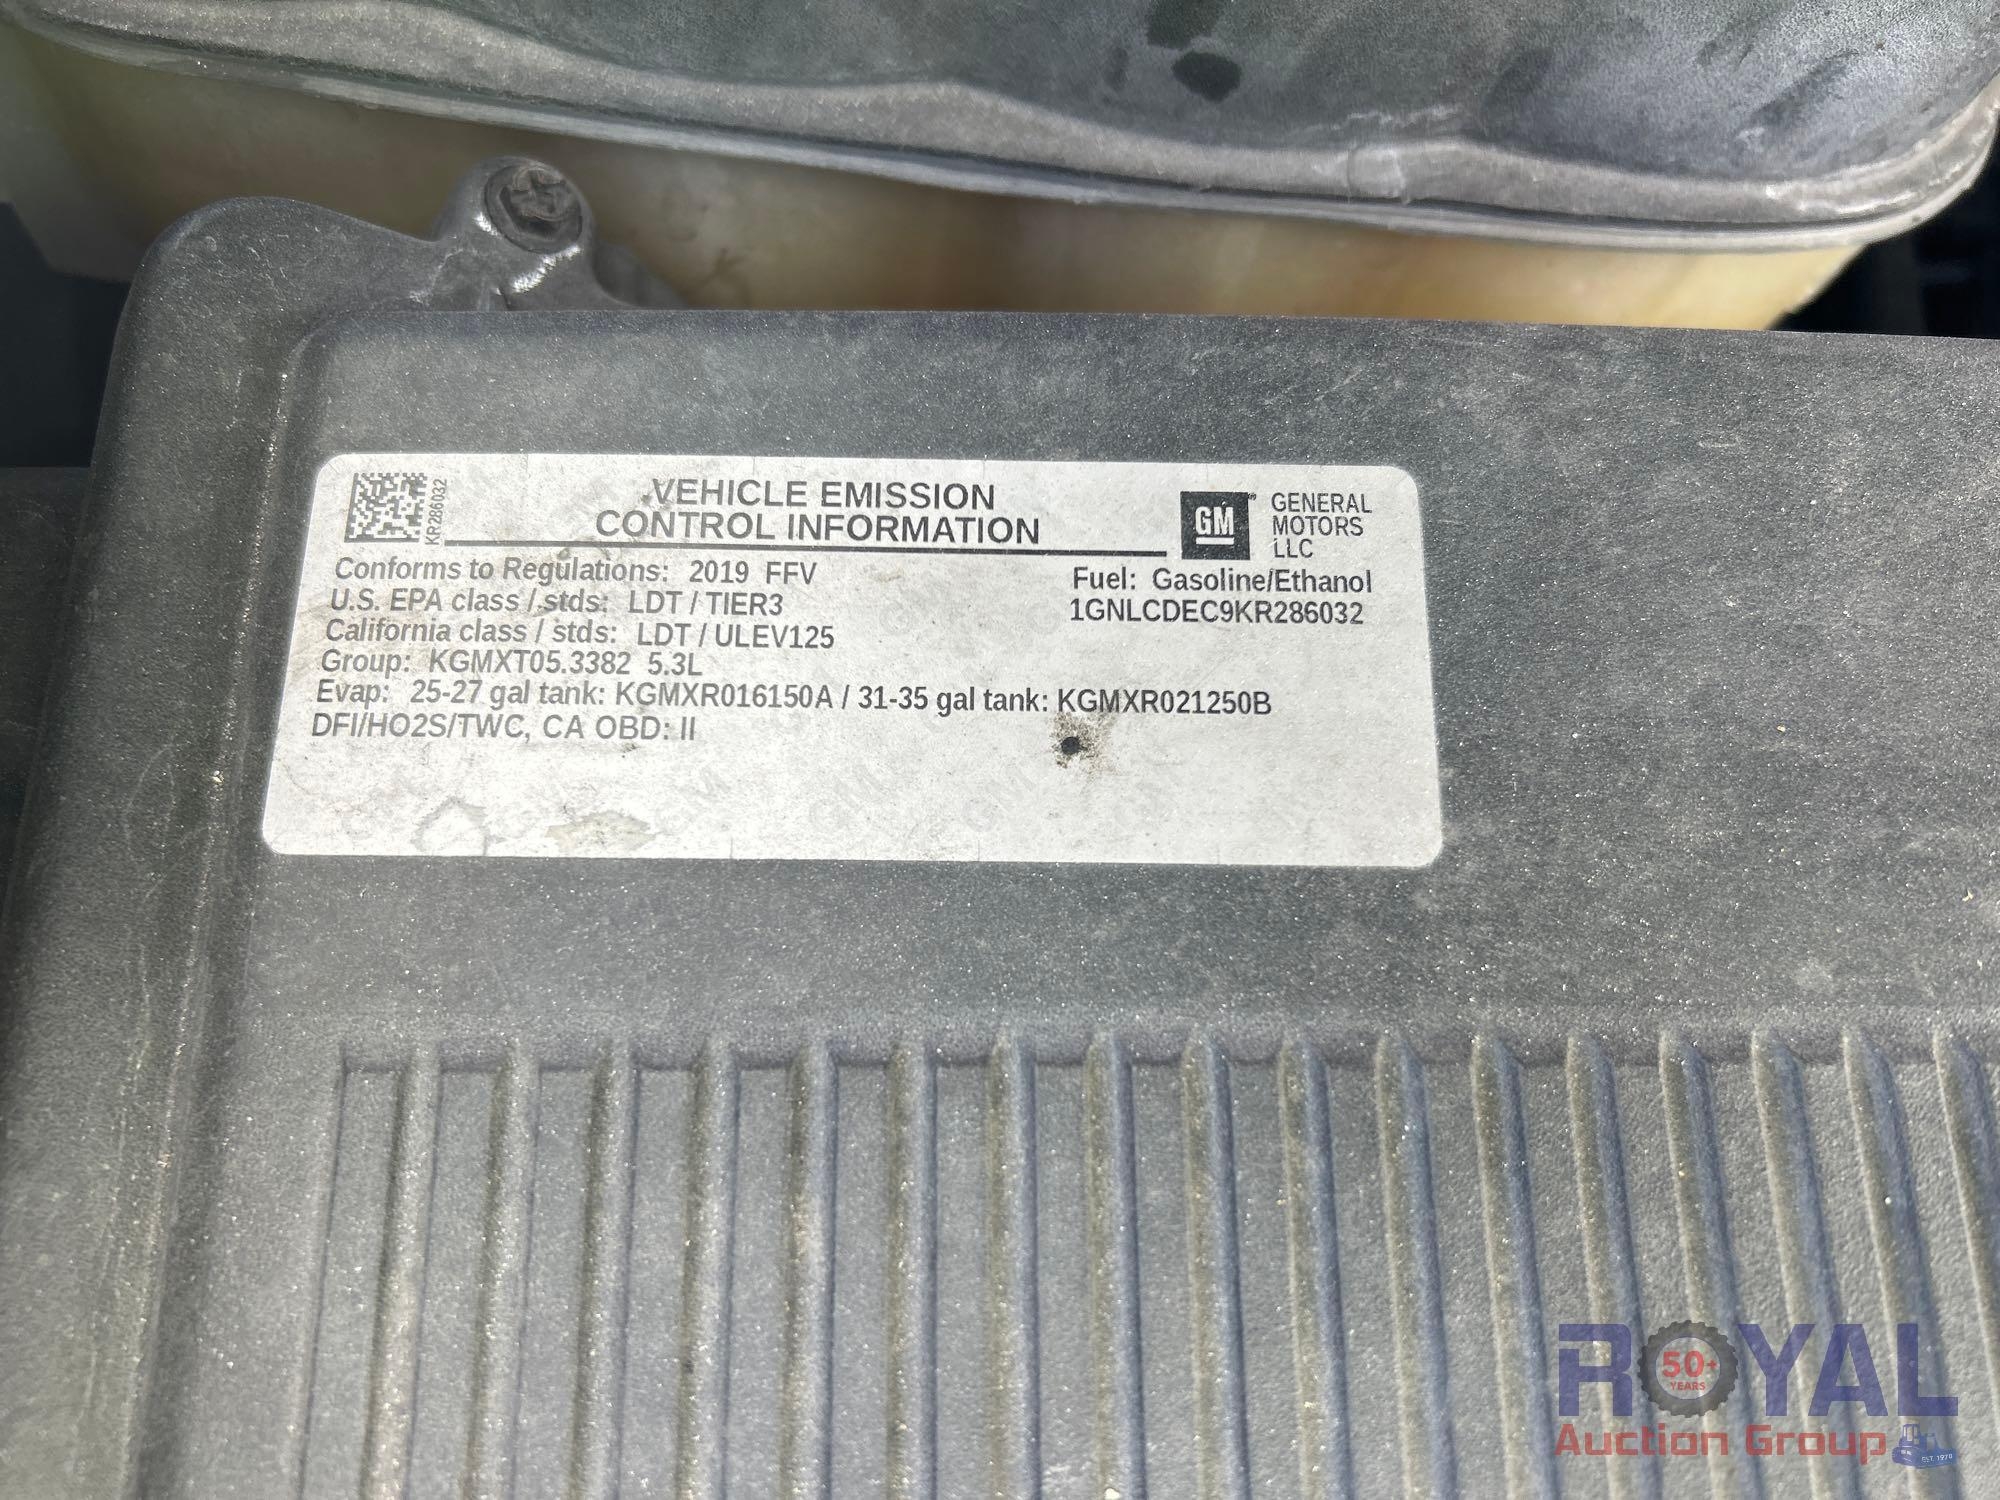 KR286032
VEHICLE EMISSION
CONTROL INFORMATION
GM
GENERAL
MOTORS
LLC
Conforms to Regulations: 2019 FFV
U.S. EPA class / stds: LDT / TIER3
California class / stds: LDT / ULEV125
Group: KGMXT05.3382 5.3L
Evap: 25-27 gal tank: KGMXR016150A / 31-35 gal tank: KGMXR021250B
DFI/HO2S/TWC, CA OBD: II
Fuel: Gasoline/Ethanol
1GNLCDEC9KR286032
ROYAL
50+
YEARS
Auction Group
EST. 1970